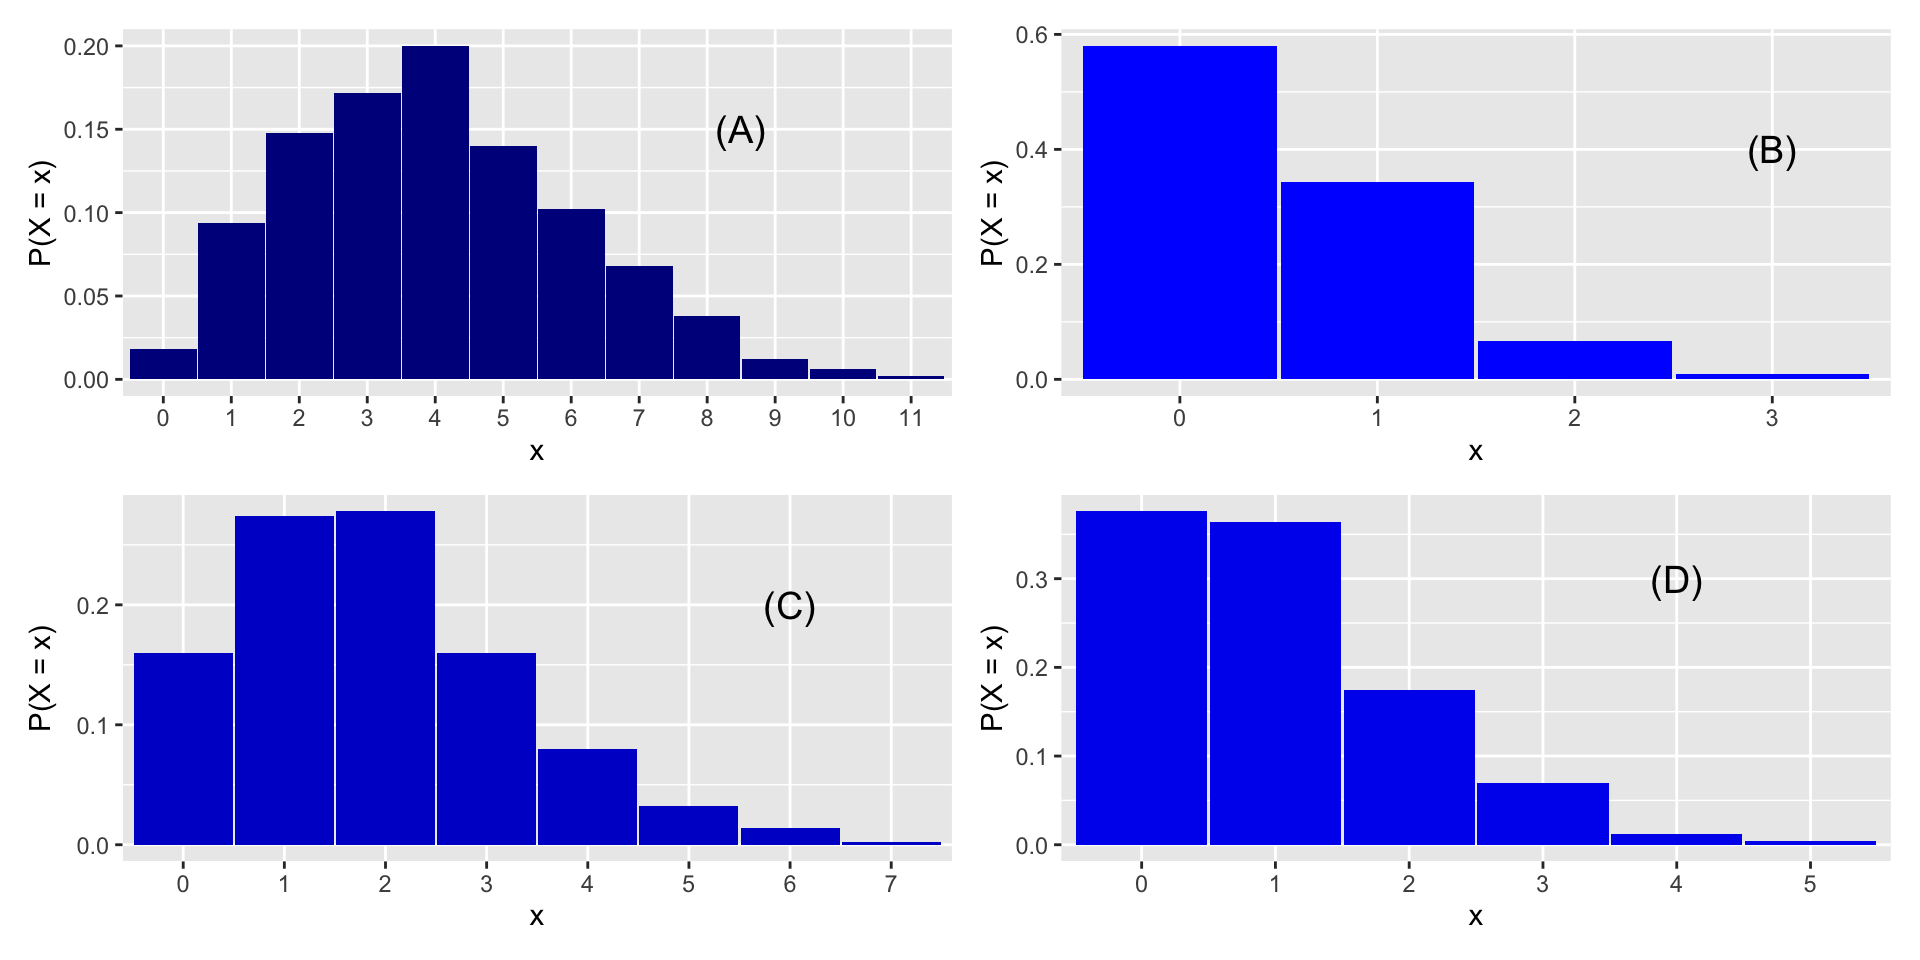 0.20
0.15
0.10
0.05
0.00
P(X = x)
(A)
0 1 2 3 4 5 6 7 8 9 10 11
x
0.6
0.4
0.2
0.0
P(X = x)
(B)
0 1 2 3
x
0.2
0.1
0.0
P(X = x)
(C)
0 1 2 3 4 5 6 7
x
0.3
0.2
0.1
0.0
P(X = x)
(D)
0 1 2 3 4 5
x